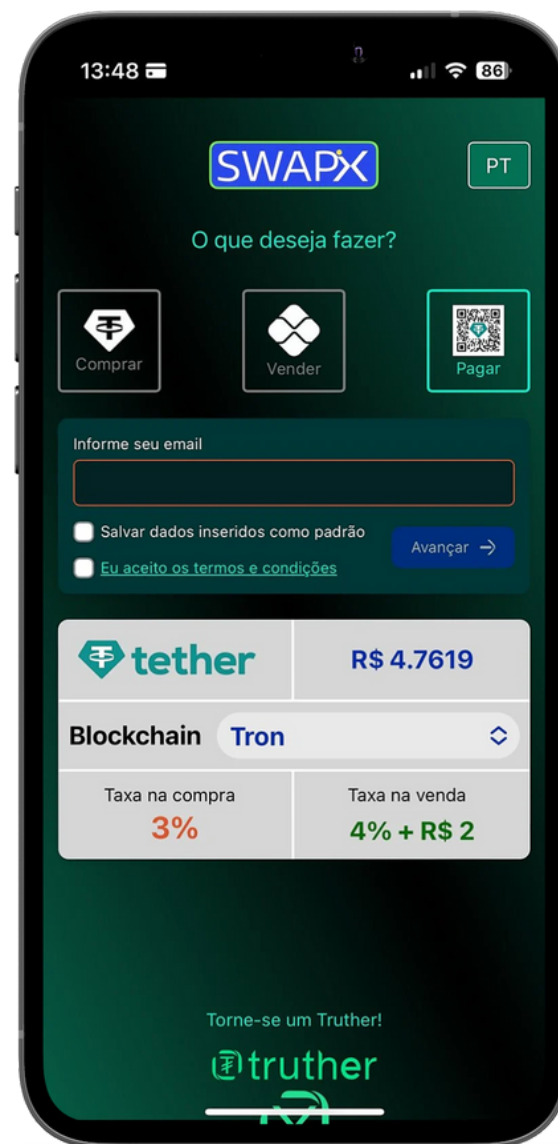 13:48
86
SWAPX
PT
O que deseja fazer?
Comprar
Vender
Pagar
Informe seu email
Salvar dados inseridos como padrão
Avançar →
Eu aceito os termos e condições
tether
R$ 4.7619
Blockchain
Tron
Taxa na compra
Taxa na venda
3%
4% + R$ 2
Torne-se um Truther!
truther